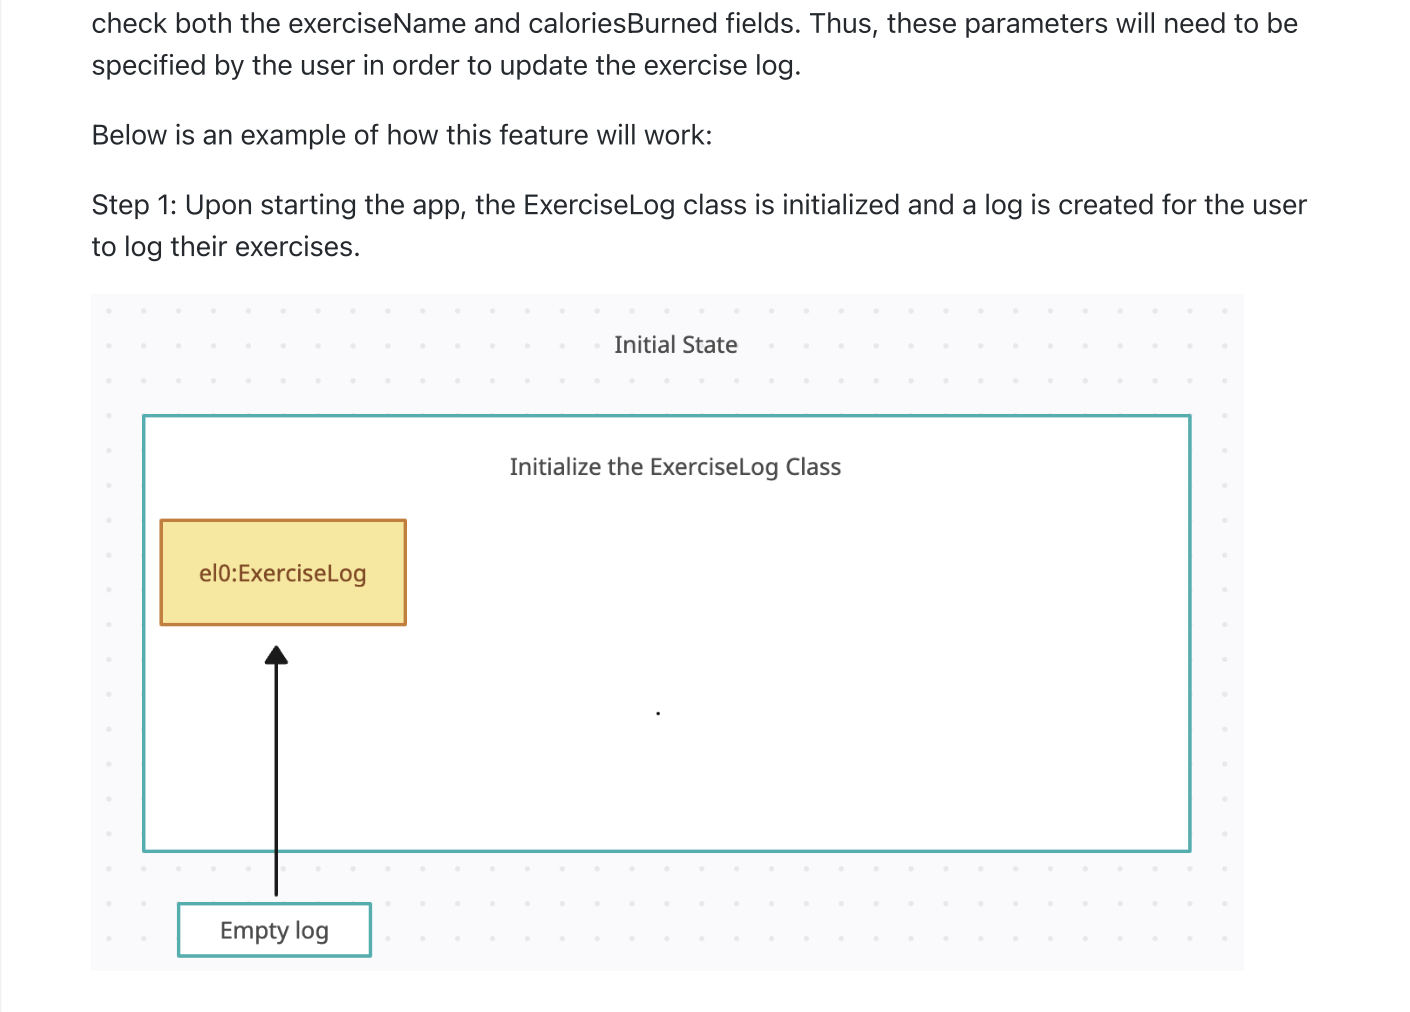 check both the exerciseName and caloriesBurned fields. Thus, these parameters will need to be
specified by the user in order to update the exercise log.
Below is an example of how this feature will work:
Step 1: Upon starting the app, the ExerciseLog class is initialized and a log is created for the user
to log their exercises.
Initial State
Initialize the ExerciseLog Class
el0:ExerciseLog
Empty log